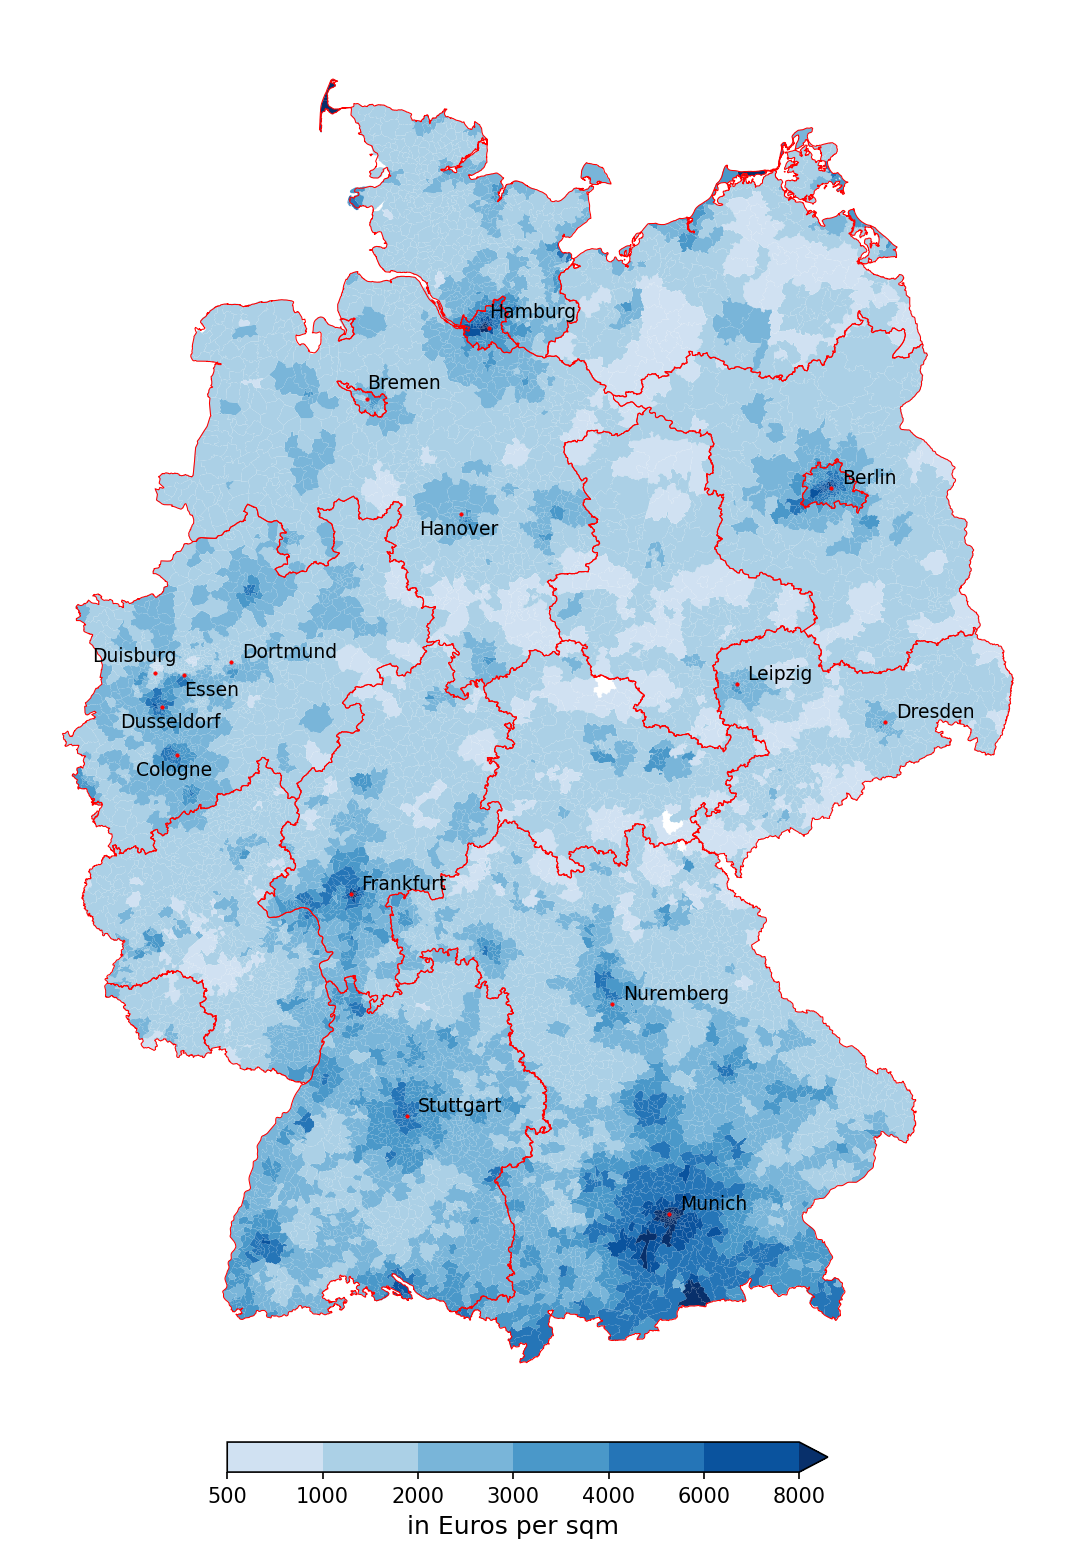 Hamburg
Bremen
Berlin
Hanover
Dortmund
Duisburg
Essen
Leipzig
Dusseldorf
Dresden
Cologne
Frankfurt
Nuremberg
Stuttgart
Munich
500 1000 2000 3000 4000 6000 8000
in Euros per sqm